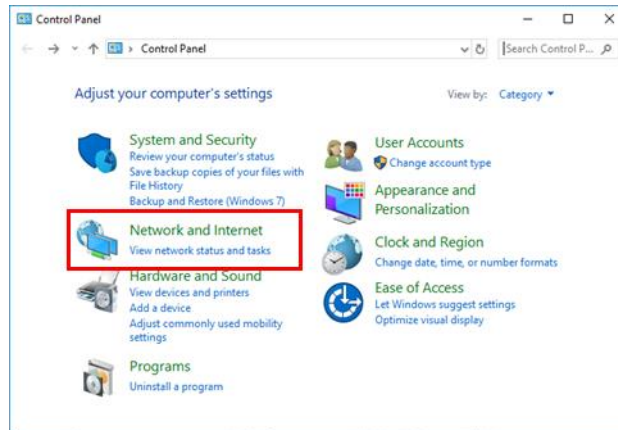 Control Panel
Control Panel
Search Control P...
Adjust your computer's settings
View by: Category
System and Security
Review your computer's status
Save backup copies of your files with
File History
Backup and Restore (Windows 7)
Network and Internet
View network status and tasks
Hardware and Sound
View devices and printers
Add a device
Adjust commonly used mobility
settings
Programs
Uninstall a program
User Accounts
Change account type
Appearance and
Personalization
Clock and Region
Change date, time, or number formats
Ease of Access
Let Windows suggest settings
Optimize visual display